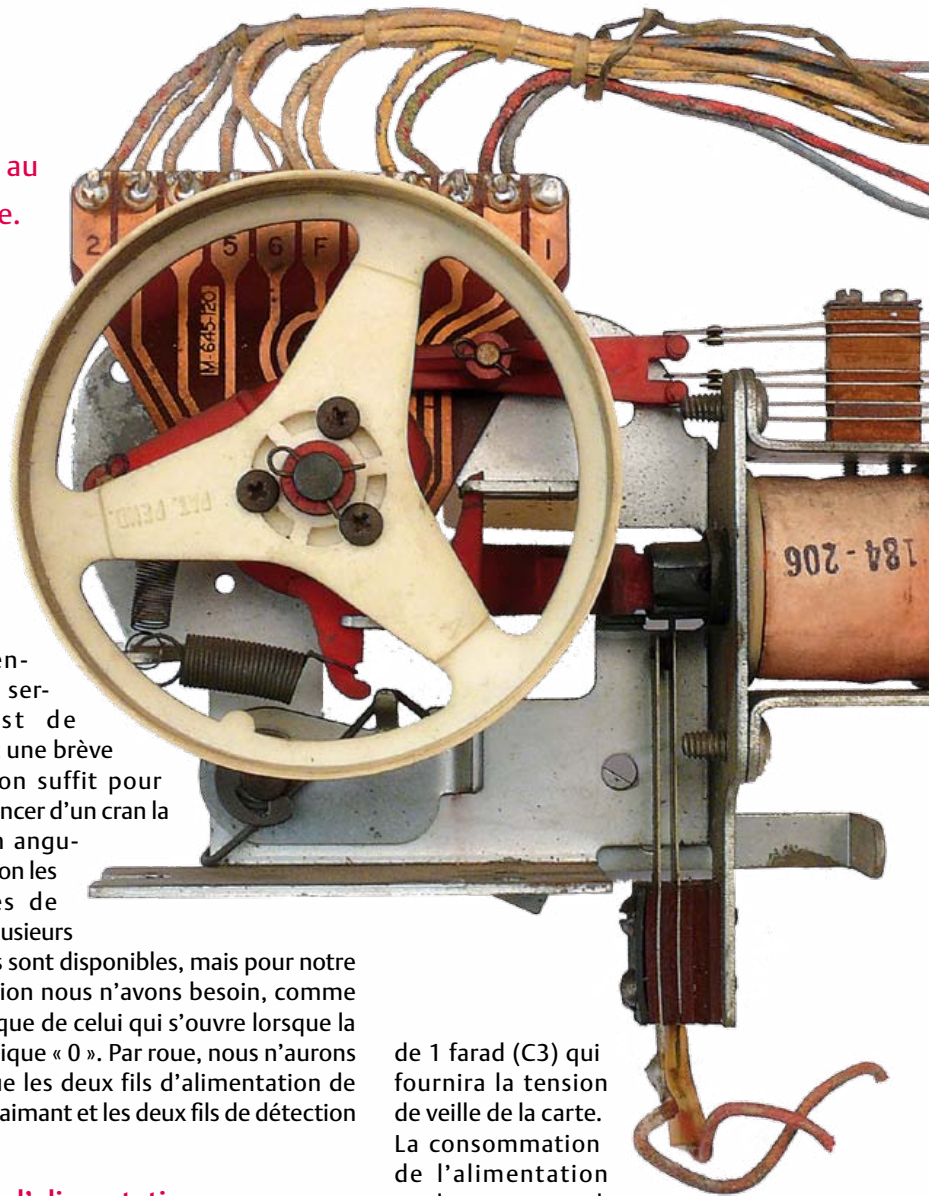 au
e.
2
5
6
F
1
M-645-120
PAT. PEND.
184-206
en-
ser-
st de
une brève
on suffit pour
ncer d'un cran la
n angu-
on les
es de
usieurs
s sont disponibles, mais pour notre
ion nous n'avons besoin, comme
que de celui qui s'ouvre lorsque la
ique « 0 ». Par roue, nous n'aurons
ue les deux fils d'alimentation de
aimant et les deux fils de détection
de 1 farad (C3) qui
fournira la tension
de veille de la carte.
La consommation
de l'alimentation